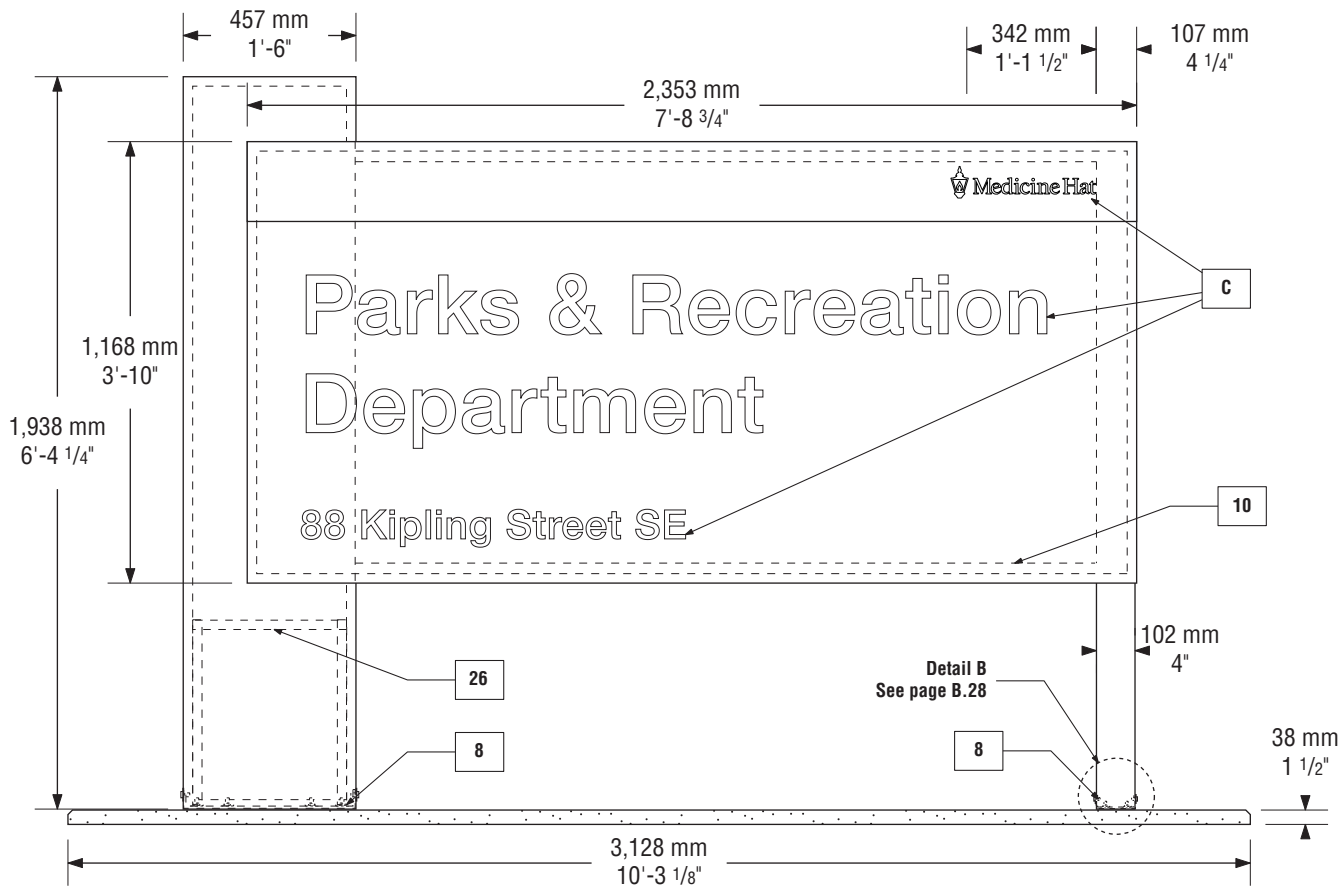 457 mm
1'-6"
342 mm
1'-1 1/2"
107 mm
4 1/4"
2,353 mm
7'-8 3/4"
Medicine Hat
C
Parks & Recreation
Department
1,168 mm
3'-10"
1,938 mm
6'-4 1/4"
88 Kipling Street SE
10
102 mm
4"
26
Detail B
See page B.28
8
8
38 mm
1 1/2"
3,128 mm
10'-3 1/8"